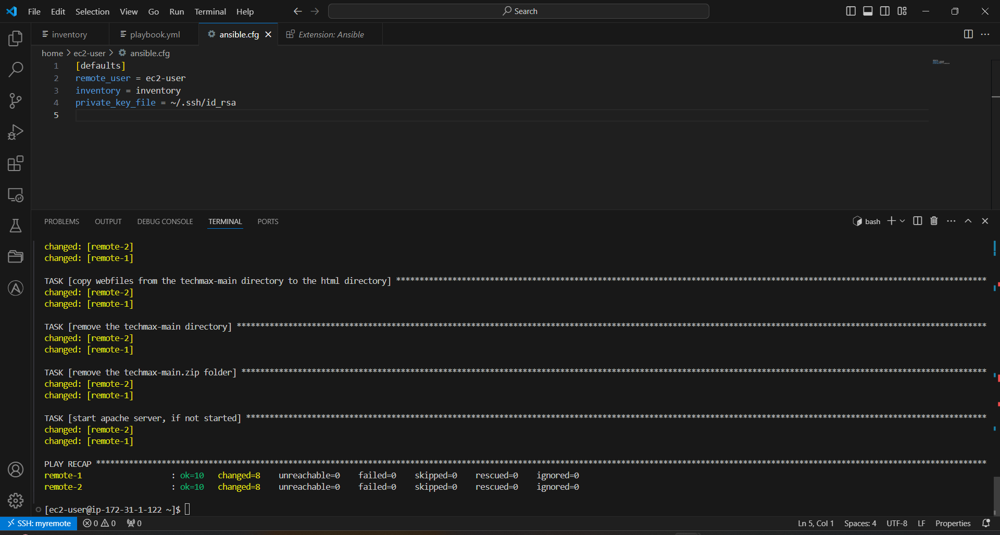 File Edit Selection View Go Run Terminal Help
Search
inventory
playbook.yml
ansible.cfg
Extension: Ansible
home > ec2-user > ansible.cfg
1 [defaults]
2 remote_user = ec2-user
3 inventory = inventory
4 private_key_file = ~/.ssh/id_rsa
5
PROBLEMS OUTPUT DEBUG CONSOLE TERMINAL PORTS
bash
changed: [remote-2]
changed: [remote-1]
TASK [copy webfiles from the techmax-main directory to the html directory] ******************************************************************************************************************************
changed: [remote-2]
changed: [remote-1]
TASK [remove the techmax-main directory] ****************************************************************************************************************************************************************
changed: [remote-2]
changed: [remote-1]
TASK [remove the techmax-main.zip folder] ***************************************************************************************************************************************************************
changed: [remote-2]
changed: [remote-1]
TASK [start apache server, if not started] **************************************************************************************************************************************************************
changed: [remote-2]
changed: [remote-1]
PLAY RECAP **********************************************************************************************************************************************************************************************
remote-1 : ok=10 changed=8 unreachable=0 failed=0 skipped=0 rescued=0 ignored=0
remote-2 : ok=10 changed=8 unreachable=0 failed=0 skipped=0 rescued=0 ignored=0
[ec2-user@ip-172-31-1-122 ~]$
SSH: myremote 0 0 0 Ln 5, Col 1 Spaces: 4 UTF-8 LF Properties